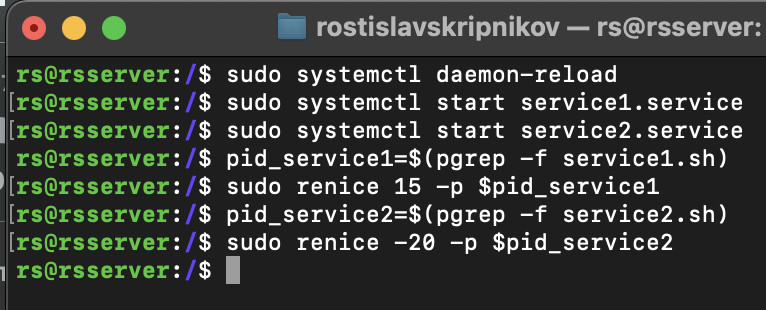 rostislavskripnikov — rs@rsserver:
rs@rsserver:/$ sudo systemctl daemon-reload
[rs@rsserver:/$ sudo systemctl start service1.service
[rs@rsserver:/$ sudo systemctl start service2.service
rs@rsserver:/$ pid_service1=$(pgrep -f service1.sh)
[rs@rsserver:/$ sudo renice 15 -p $pid_service1
rs@rsserver:/$ pid_service2=$(pgrep -f service2.sh)
[rs@rsserver:/$ sudo renice -20 -p $pid_service2
rs@rsserver:/$